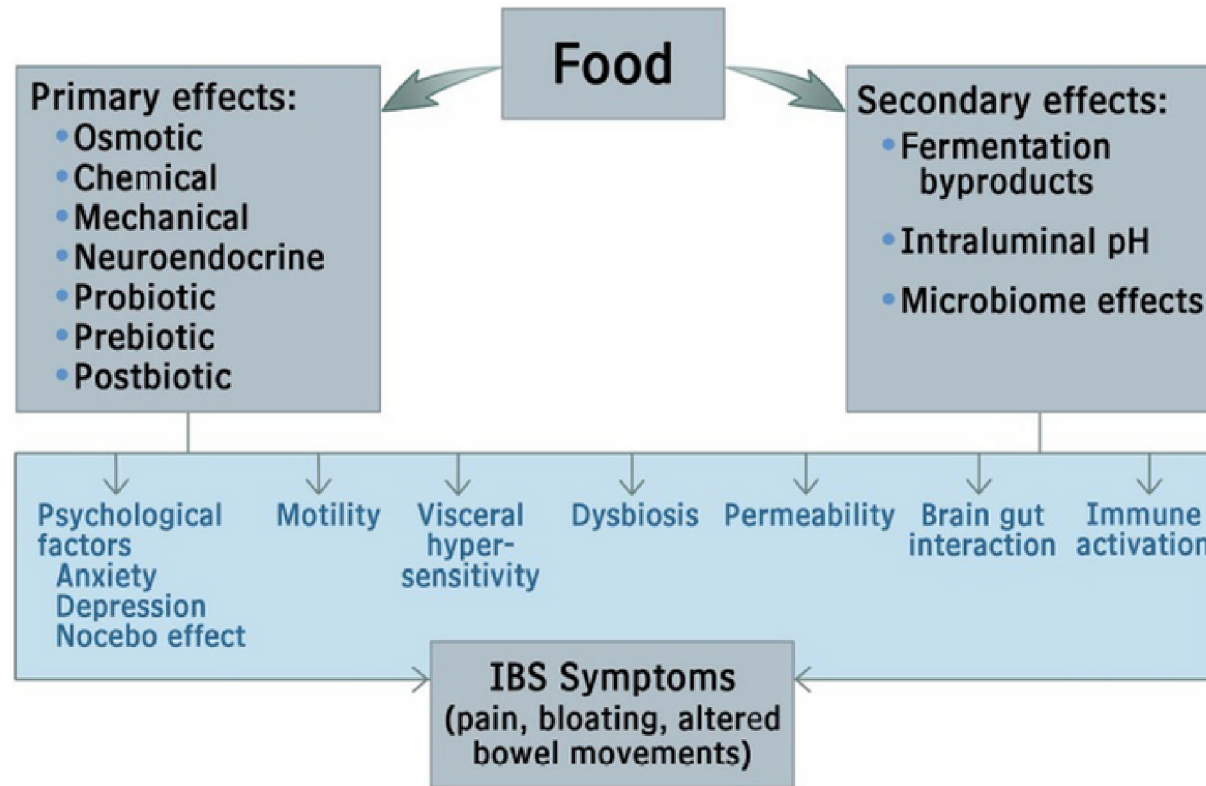 Food
Primary effects:
• Osmotic
• Chemical
• Mechanical
• Neuroendocrine
• Probiotic
• Prebiotic
• Postbiotic
Secondary effects:
• Fermentation
byproducts
• Intraluminal pH
• Microbiome effects
Psychological
factors
Anxiety
Depression
Nocebo effect
Motility
Visceral
hyper-
sensitivity
Dysbiosis
Permeability
Brain gut
interaction
Immune
activation
IBS Symptoms
(pain, bloating, altered
bowel movements)